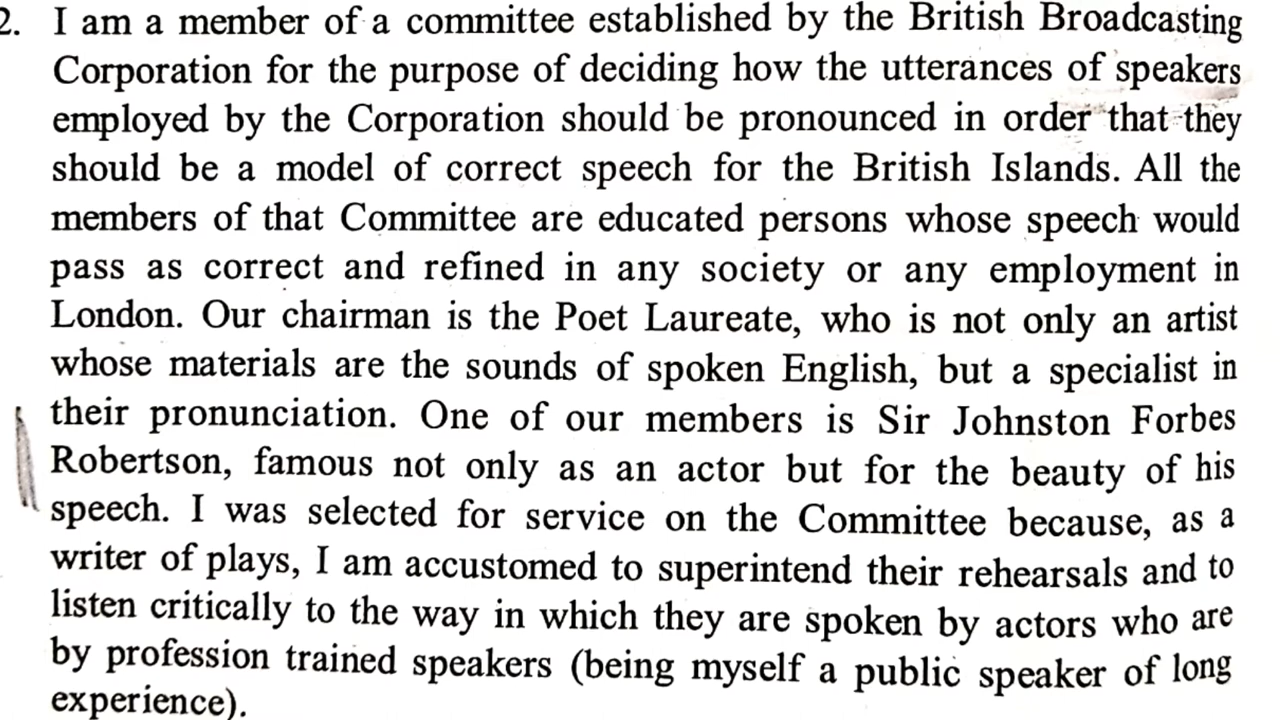 2. I am a member of a committee established by the British Broadcasting
Corporation for the purpose of deciding how the utterances of speakers
employed by the Corporation should be pronounced in order that they
should be a model of correct speech for the British Islands. All the
members of that Committee are educated persons whose speech would
pass as correct and refined in any society or any employment in
London. Our chairman is the Poet Laureate, who is not only an artist
whose materials are the sounds of spoken English, but a specialist in
their pronunciation. One of our members is Sir Johnston Forbes
Robertson, famous not only as an actor but for the beauty of his
speech. I was selected for service on the Committee because, as a
writer of plays, I am accustomed to superintend their rehearsals and to
listen critically to the way in which they are spoken by actors who are
by profession trained speakers (being myself a public speaker of long
experience).